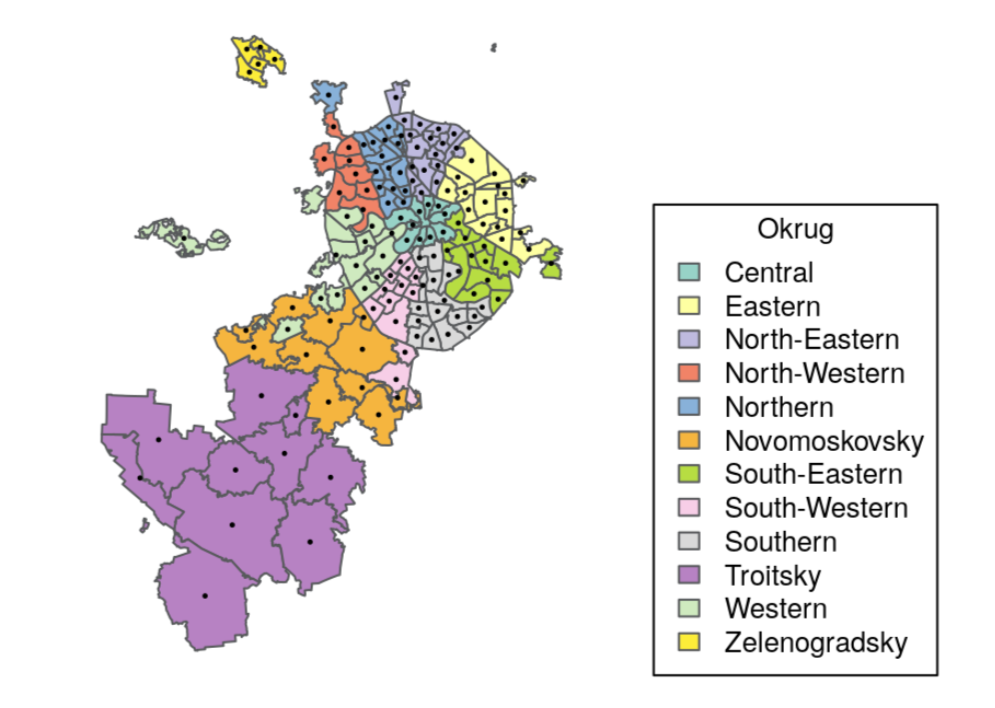 Okrug
Central
Eastern
North-Eastern
North-Western
Northern
Novomoskovsky
South-Eastern
South-Western
Southern
Troitsky
Western
Zelenogradsky